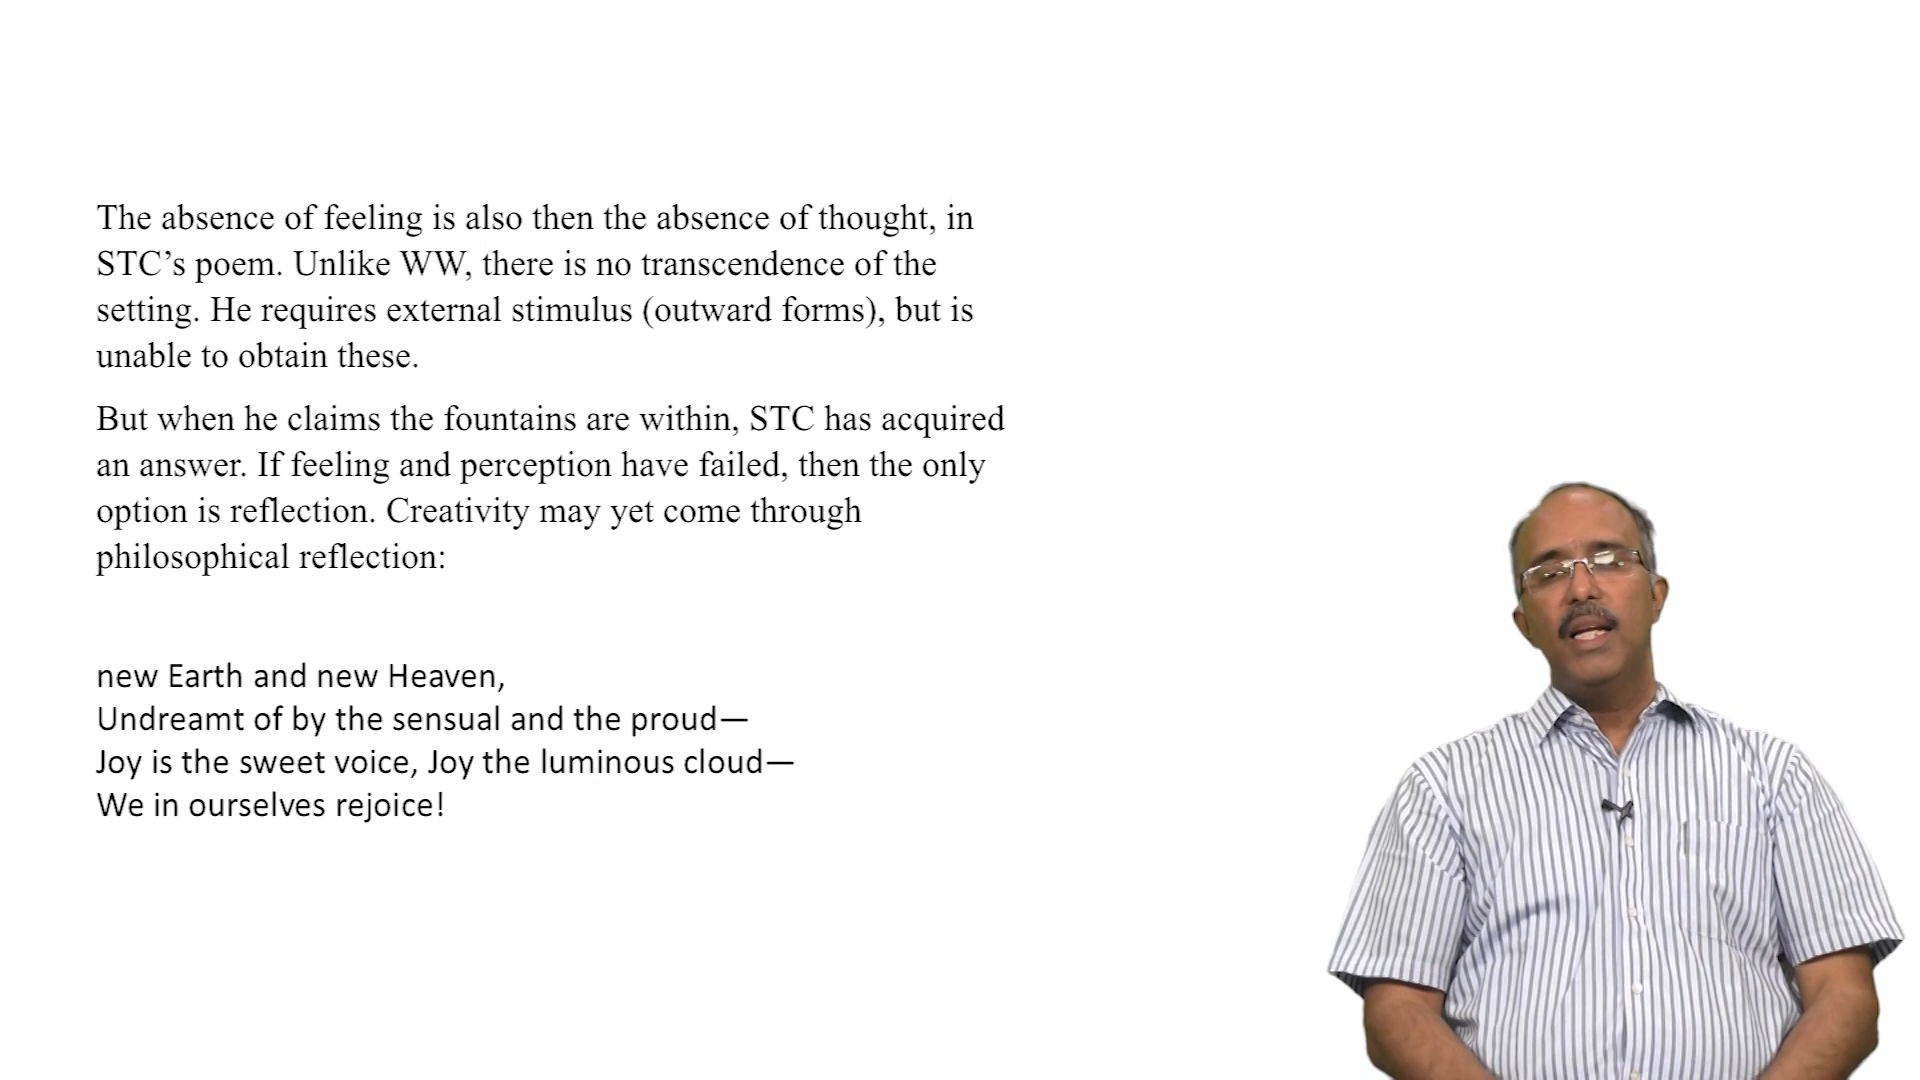 The absence of feeling is also then the absence of thought, in
STC’s poem. Unlike WW, there is no transcendence of the
setting. He requires external stimulus (outward forms), but is
unable to obtain these.
But when he claims the fountains are within, STC has acquired
an answer. If feeling and perception have failed, then the only
option is reflection. Creativity may yet come through
philosophical reflection:
new Earth and new Heaven,
Undreamt of by the sensual and the proud—
Joy is the sweet voice, Joy the luminous cloud—
We in ourselves rejoice!